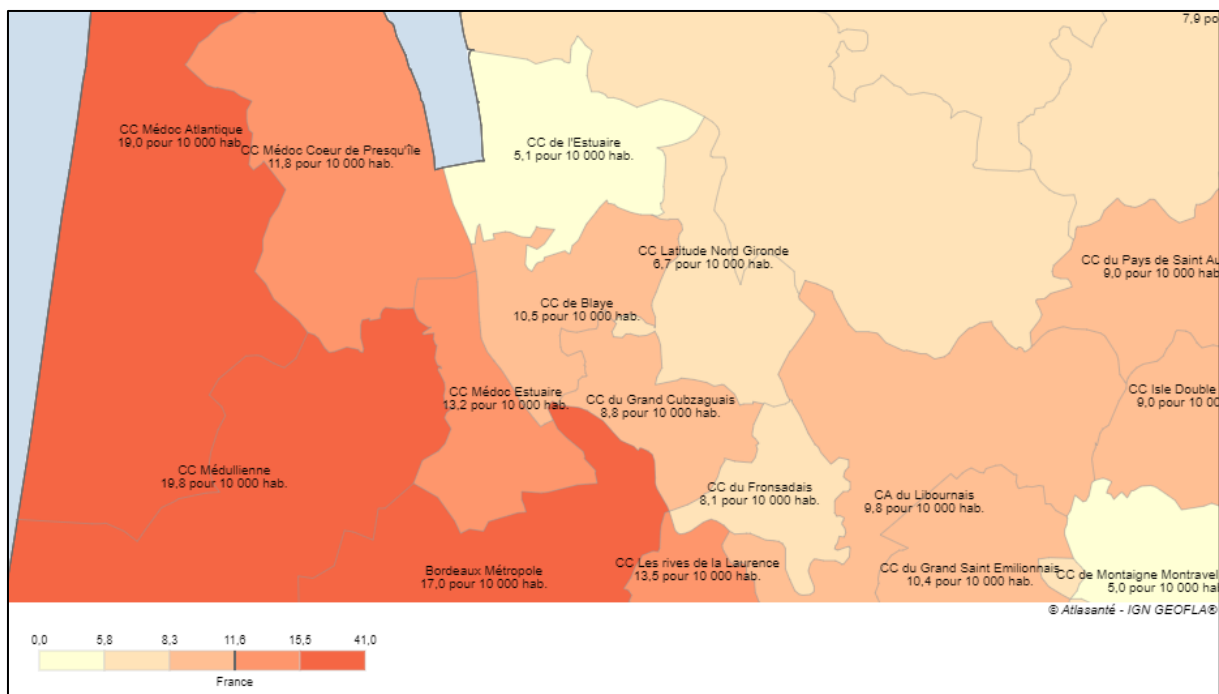 7,9 po
CC Médoc Atlantique
19,0 pour 10 000 hab.
CC Médoc Coeur de Presqu'île
11,8 pour 10 000 hab.
CC de l'Estuaire
5,1 pour 10 000 hab.
CC Latitude Nord Gironde
6,7 pour 10 000 hab.
CC du Pays de Saint Au
9,0 pour 10 000 hab
CC de Blaye
10,5 pour 10 000 hab.
CC Médoc Estuaire
13,2 pour 10 000 hab.
CC du Grand Cubzaguais
8,8 pour 10 000 hab.
CC Isle Double
9,0 pour 10 00
CC Médullienne
19,8 pour 10 000 hab.
CC du Fronsadais
8,1 pour 10 000 hab.
CA du Libournais
9,8 pour 10 000 hab.
Bordeaux Métropole
17,0 pour 10 000 hab.
CC Les rives de la Laurence
13,5 pour 10 000 hab.
CC du Grand Saint Emilionnais
10,4 pour 10 000 hab.
CC de Montaigne Montravel
5,0 pour 10 000 hab
© Atlasanté - IGN GEOFLA®
0,0 5,8 8,3 11,6 15,5 41,0
France